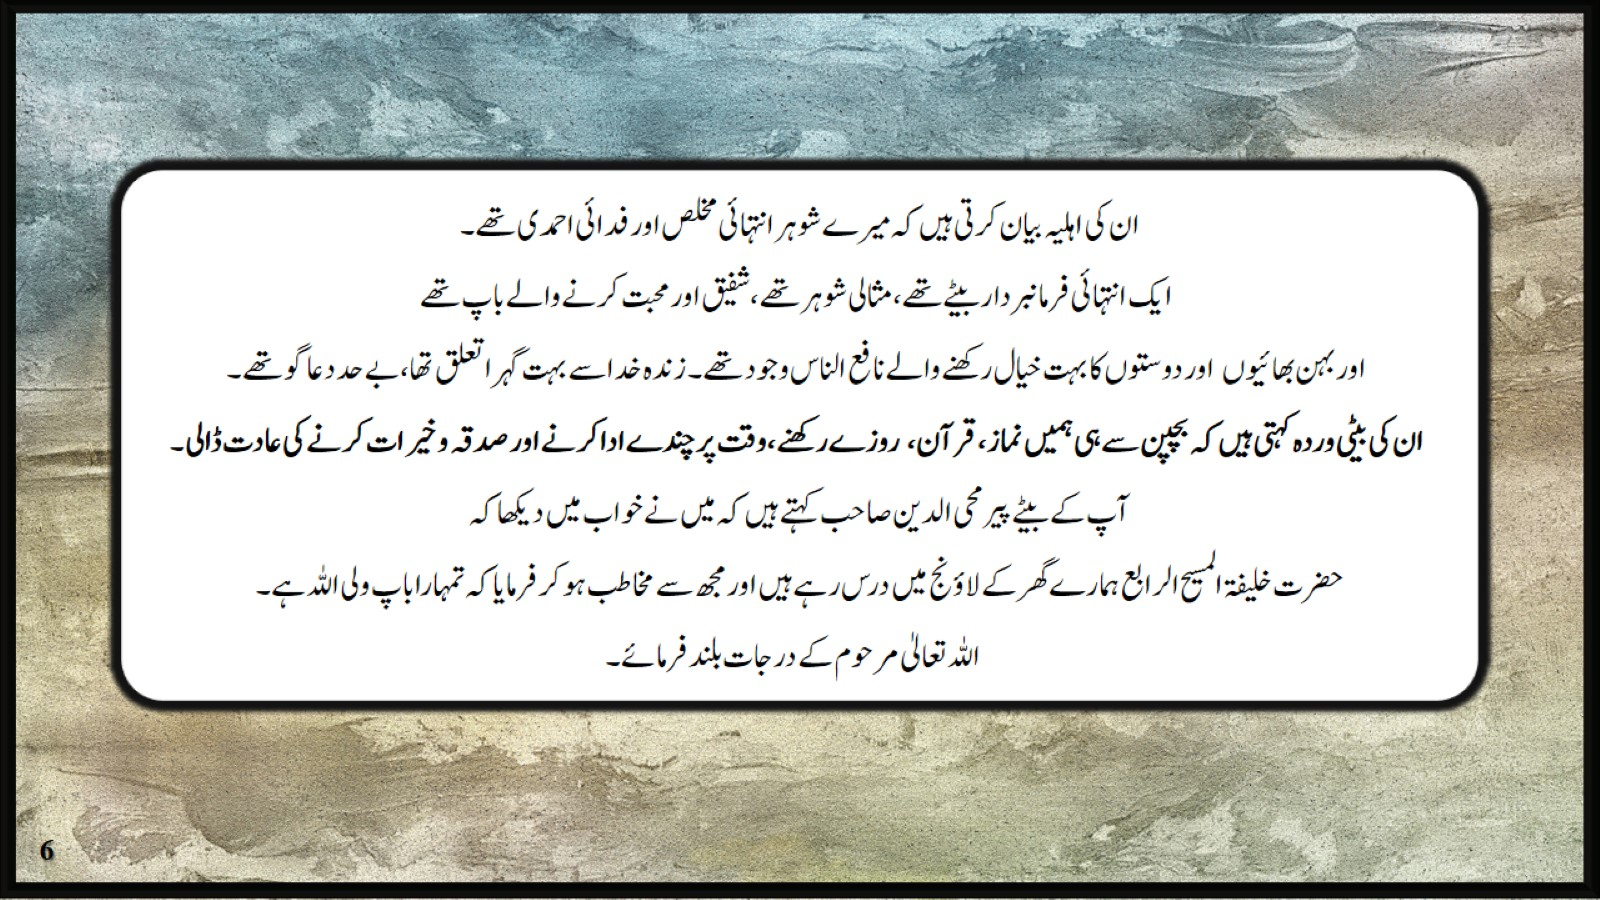 ان کی اہلیہ بیان کرتی ہیں کہ میرے شوہر انتہائی مخلص اور فدائی احمدی تھے۔
ایک انتہائی فرمانبردار بیٹے تھے، مثالی شوہر تھے، شفیق اور محبت کرنے والے باپ تھے
اور بہن بھائیوں اور دوستوں کا بہت خیال رکھنے والے نافع الناس وجود تھے۔ زندہ خدا سے بہت گہرا تعلق تھا، بے حد دعا گو تھے۔
ان کی بیٹی وردہ کہتی ہیں کہ بچپن سے ہی ہمیں نماز، قرآن، روزے رکھنے، وقت پر چندے ادا کرنے اور صدقہ و خیرات کرنے کی عادت ڈالی۔
آپ کے بیٹے پیر محی الدین صاحب کہتے ہیں کہ میں نے خواب میں دیکھا کہ
حضرت خلیفۃ المسیح الرابع ہمارے گھر کے لاؤنج میں درس رہے ہیں اور مجھ سے مخاطب ہو کر فرمایا کہ تمہارا باپ ولی اللہ ہے۔
اللہ تعالیٰ مرحوم کے درجات بلند فرمائے۔
6